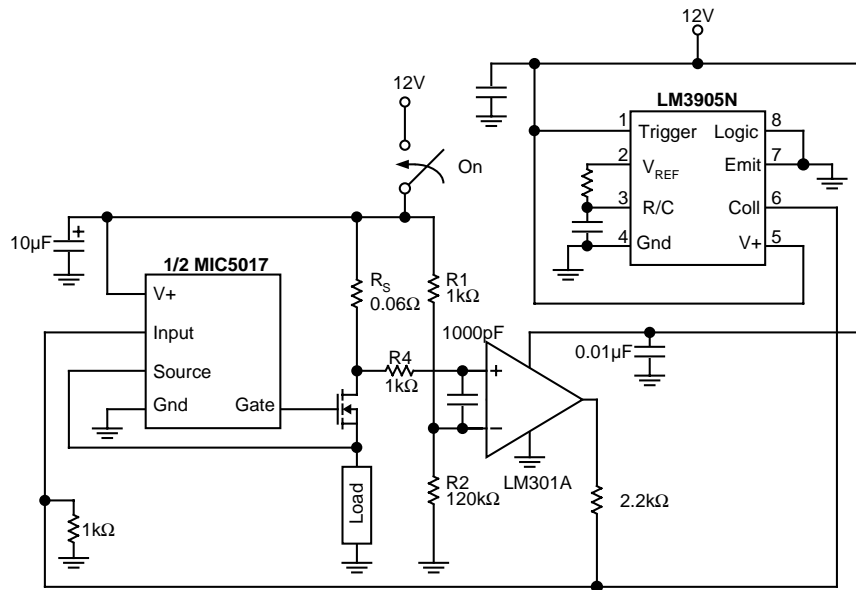 12V
12V
LM3905N
1
Trigger
Logic
8
2
VREF
Emit
7
3
R/C
Coll
6
4
Gnd
V+
5
On
10µF
+
1/2 MIC5017
V+
Input
Source
Gnd
Gate
RS
0.06Ω
R1
1kΩ
1000pF
R4
1kΩ
+
−
0.01µF
LM301A
R2
120kΩ
2.2kΩ
Load
1kΩ